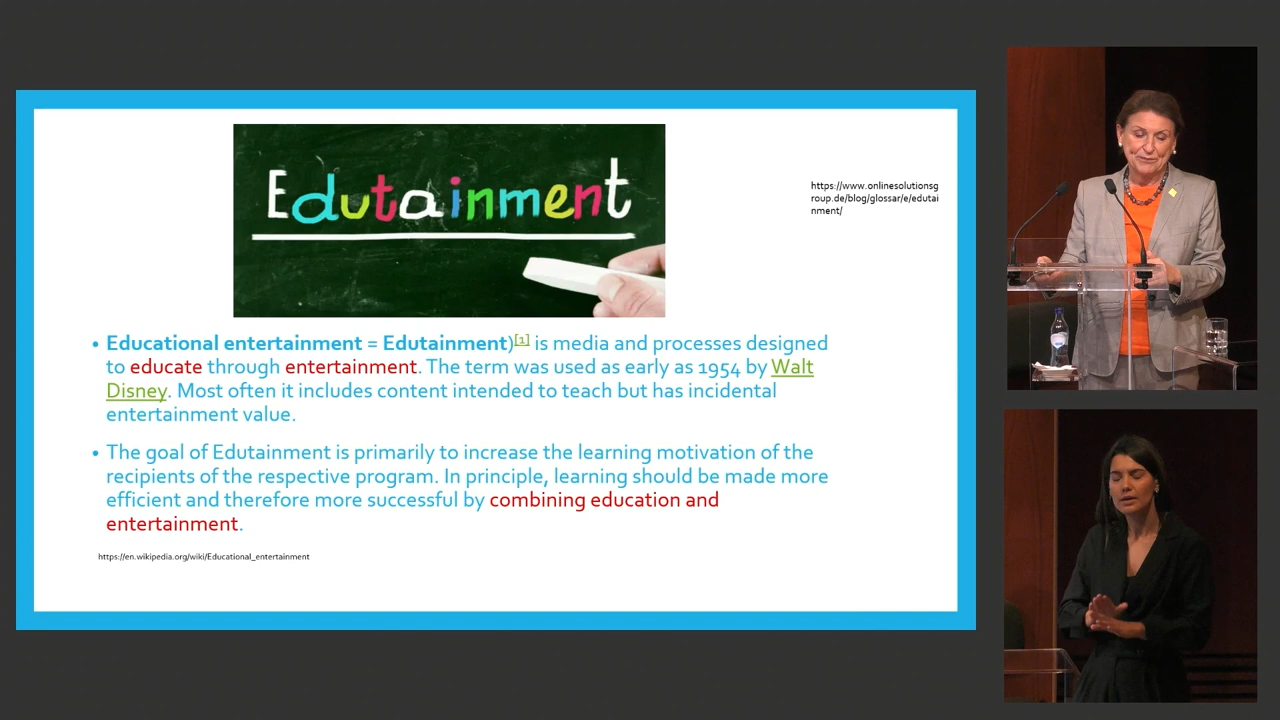 Edutainment
https://www.onlinesolutionsg
roup.de/blog/glossar/e/edutai
nment/
• Educational entertainment = Edutainment)[1] is media and processes designed
to educate through entertainment. The term was used as early as 1954 by Walt
Disney. Most often it includes content intended to teach but has incidental
entertainment value.
• The goal of Edutainment is primarily to increase the learning motivation of the
recipients of the respective program. In principle, learning should be made more
efficient and therefore more successful by combining education and
entertainment.
https://en.wikipedia.org/wiki/Educational_entertainment